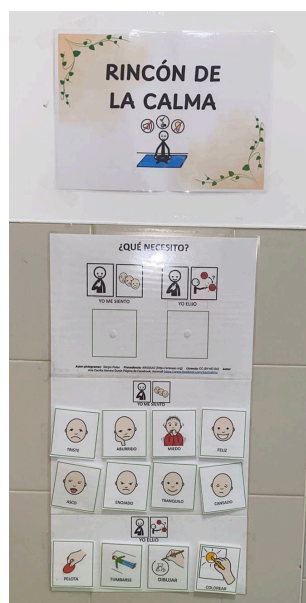 RINCÓN DE
LA CALMA
¿QUÉ NECESITO?
YO ME SIENTO
YO ELIJO
YO ME SIENTO
TRISTE
ABURRIDO
MIEDO
FELIZ
ASCO
ENOJADO
TRANQUILO
CANSADO
YO ELIJO
PELOTA
TUMBARSE
DIBUJAR
COLOREAR